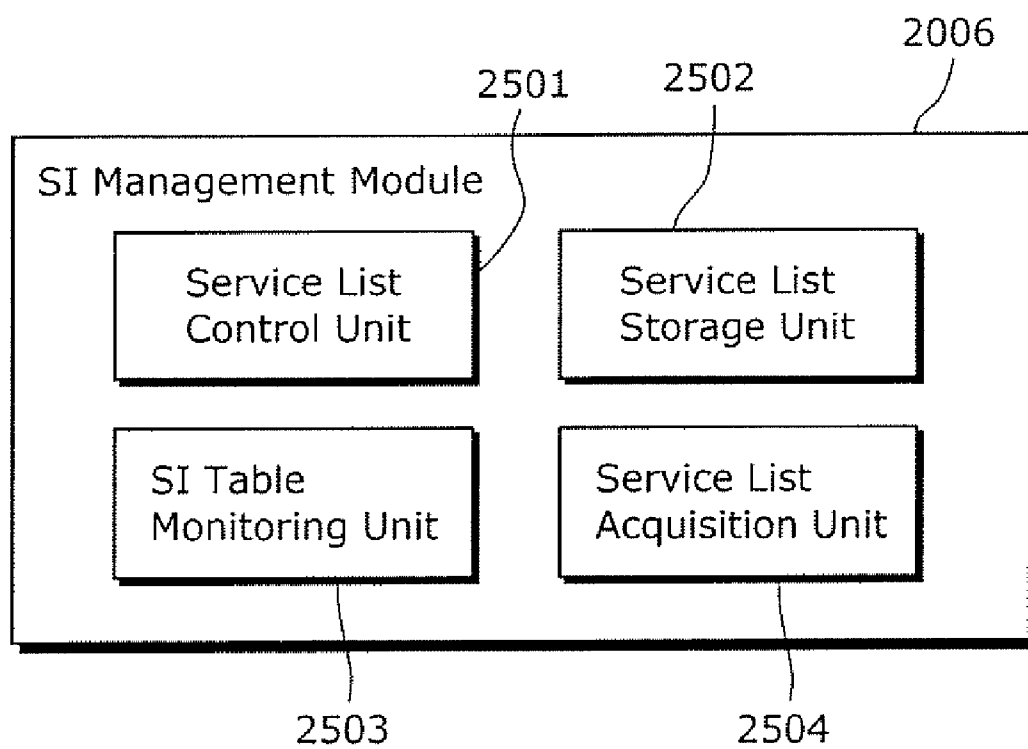 2006
2501
2502
SI Management Module
Service List
Control Unit
Service List
Storage Unit
SI Table
Monitoring Unit
Service List
Acquisition Unit
2503
2504